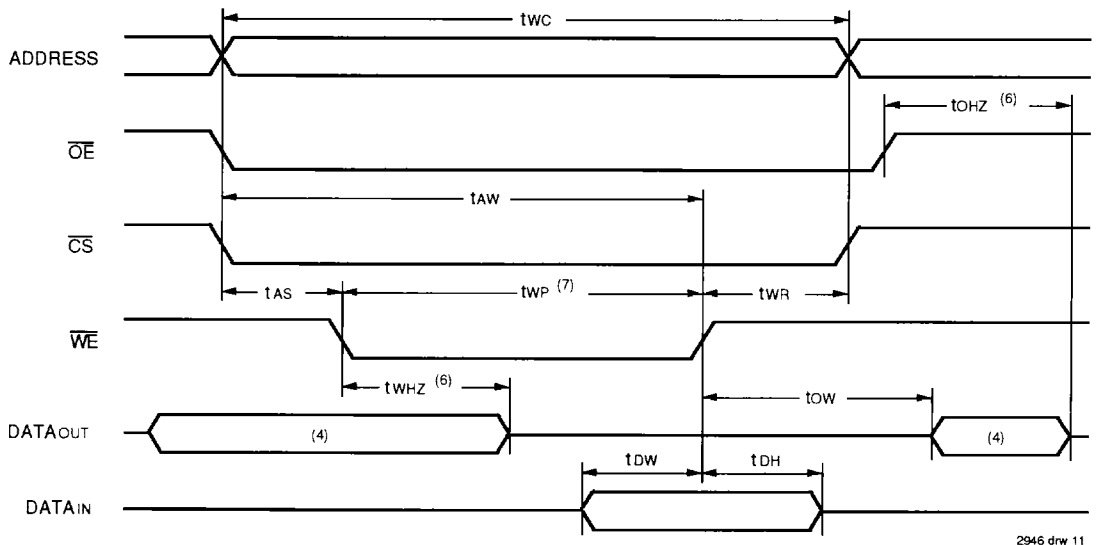 tWC
ADDRESS
tOHZ (6)
OE
tAW
CS
tAS
tWP (7)
tWR
WE
tWHZ (6)
tOW
DATAOUT
(4)
(4)
tDW
tDH
DATAIN
2946 drw 11